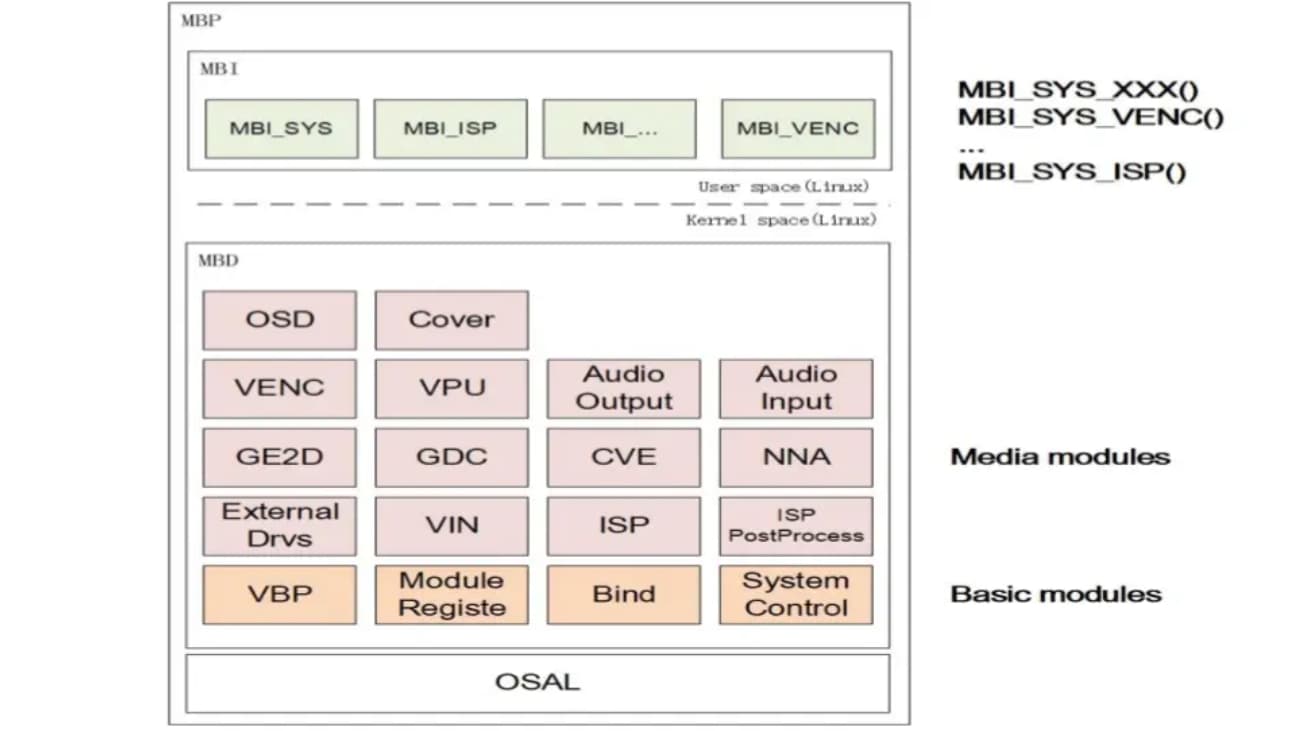 MBP
MBI
MBI_SYS MBI_ISP MBI_... MBI_VENC
MBI_SYS_XXX()
MBI_SYS_VENC()
...
MBI_SYS_ISP()
User space(Linux)
Kernel space(Linux)
MBD
OSD Cover
VENC VPU Audio Output Audio Input
GE2D GDC CVE NNA
Media modules
External Drvs VIN ISP ISP PostProcess
VBP Module Registe Bind System Control
Basic modules
OSAL